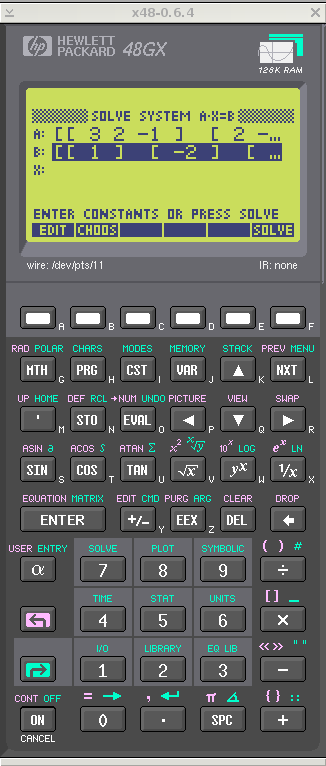 x48-0.6.4
hp HEWLETT PACKARD 48GX
128K RAM
SOLVE SYSTEM A·X=B
A: [[ 3 2 -1 ] [ 2 -…
B: [[ 1 ] [ -2 ] [ …
X:
ENTER CONSTANTS OR PRESS SOLVE
EDIT CHOOS SOLVE
wire: /dev/pts/11 IR: none
A B C D E F
RAD POLAR CHARS MODES MEMORY STACK PREV MENU
MTH G PRG H CST I VAR J ▲ K NXT L
UP HOME DEF RCL →NUM UNDO PICTURE VIEW SWAP
' M STO N EVAL O ◀ P ▼ Q ▶ R
ASIN ∂ ACOS ∫ ATAN Σ x² ˣ√y 10ˣ LOG eˣ LN
SIN S COS T TAN U √x V yˣ W 1/x X
EQUATION MATRIX EDIT CMD PURG ARG CLEAR DROP
ENTER +/− Y EEX Z DEL ←
USER ENTRY SOLVE PLOT SYMBOLIC ( ) #
α 7 8 9 ÷
TIME STAT UNITS [ ] _
4 5 6 ×
I/O LIBRARY EQ LIB «» " "
1 2 3 −
CONT OFF = → , ↵ π ∡ { } ::
ON 0 . SPC +
CANCEL